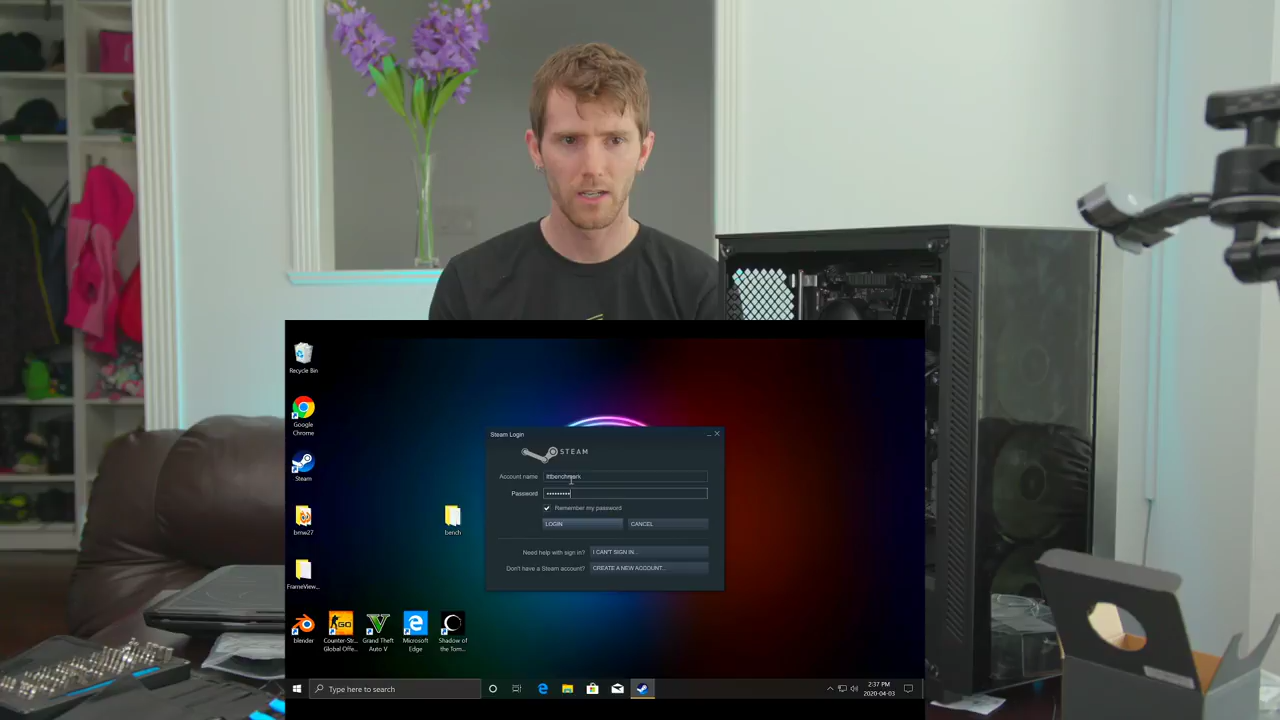 Recycle Bin
Google
Chrome
Steam
brnw27
FrameView...
blender
Counter-Str...
Global Offe...
Grand Theft
Auto V
Microsoft
Edge
Shadow of
the Tom...
bench
Steam Login
STEAM
Account name
lttbenchmark
Password
•••••••••
Remember my password
LOGIN
CANCEL
Need help with sign in?
I CAN'T SIGN IN...
Don't have a Steam account?
CREATE A NEW ACCOUNT...
Type here to search
2:37 PM
2020-04-03